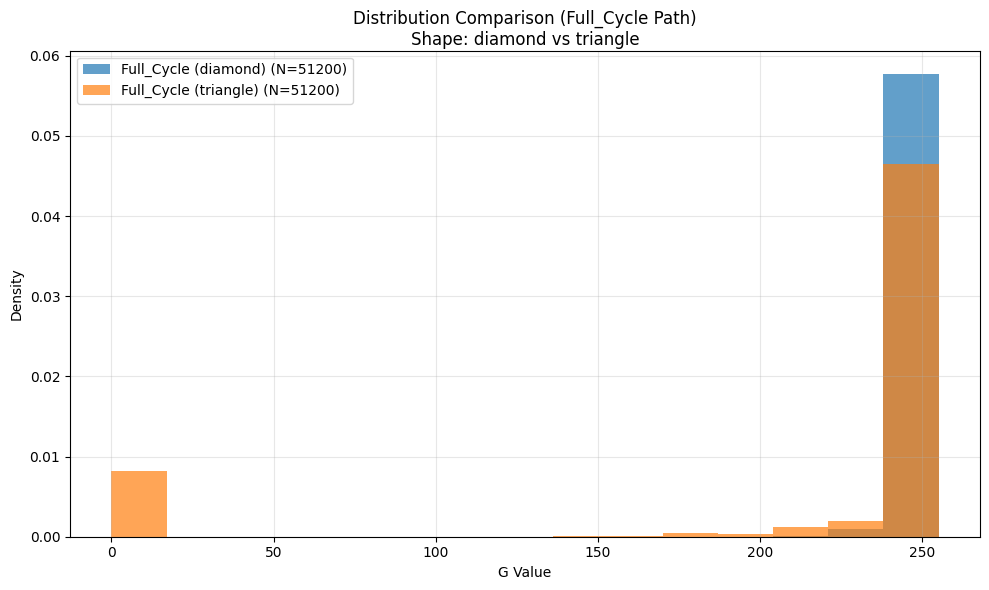 Distribution Comparison (Full_Cycle Path)
Shape: diamond vs triangle
Full_Cycle (diamond) (N=51200)
Full_Cycle (triangle) (N=51200)
Density
0.06
0.05
0.04
0.03
0.02
0.01
0.00
0 50 100 150 200 250
G Value